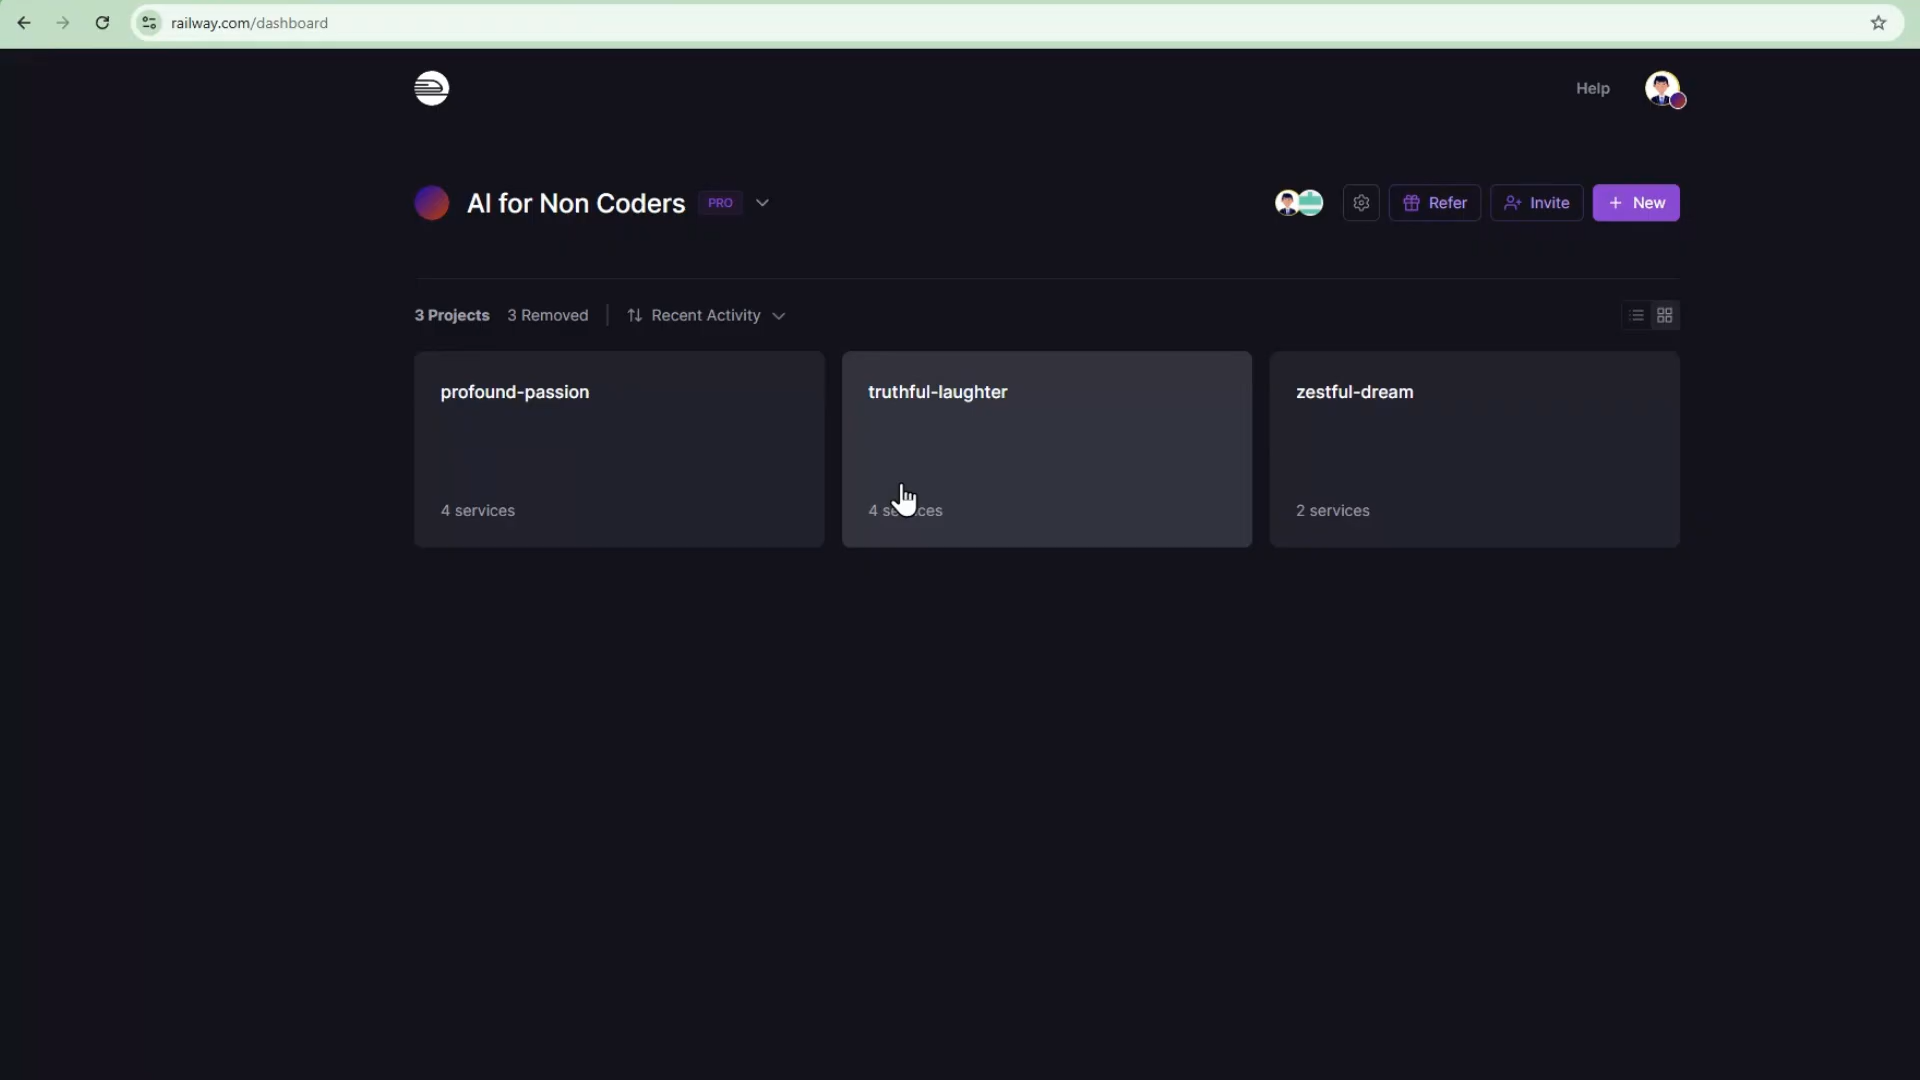 railway.com/dashboard
Help
AI for Non Coders PRO
Refer
Invite
+ New
3 Projects 3 Removed
Recent Activity
profound-passion
truthful-laughter
zestful-dream
4 services
4
2 services